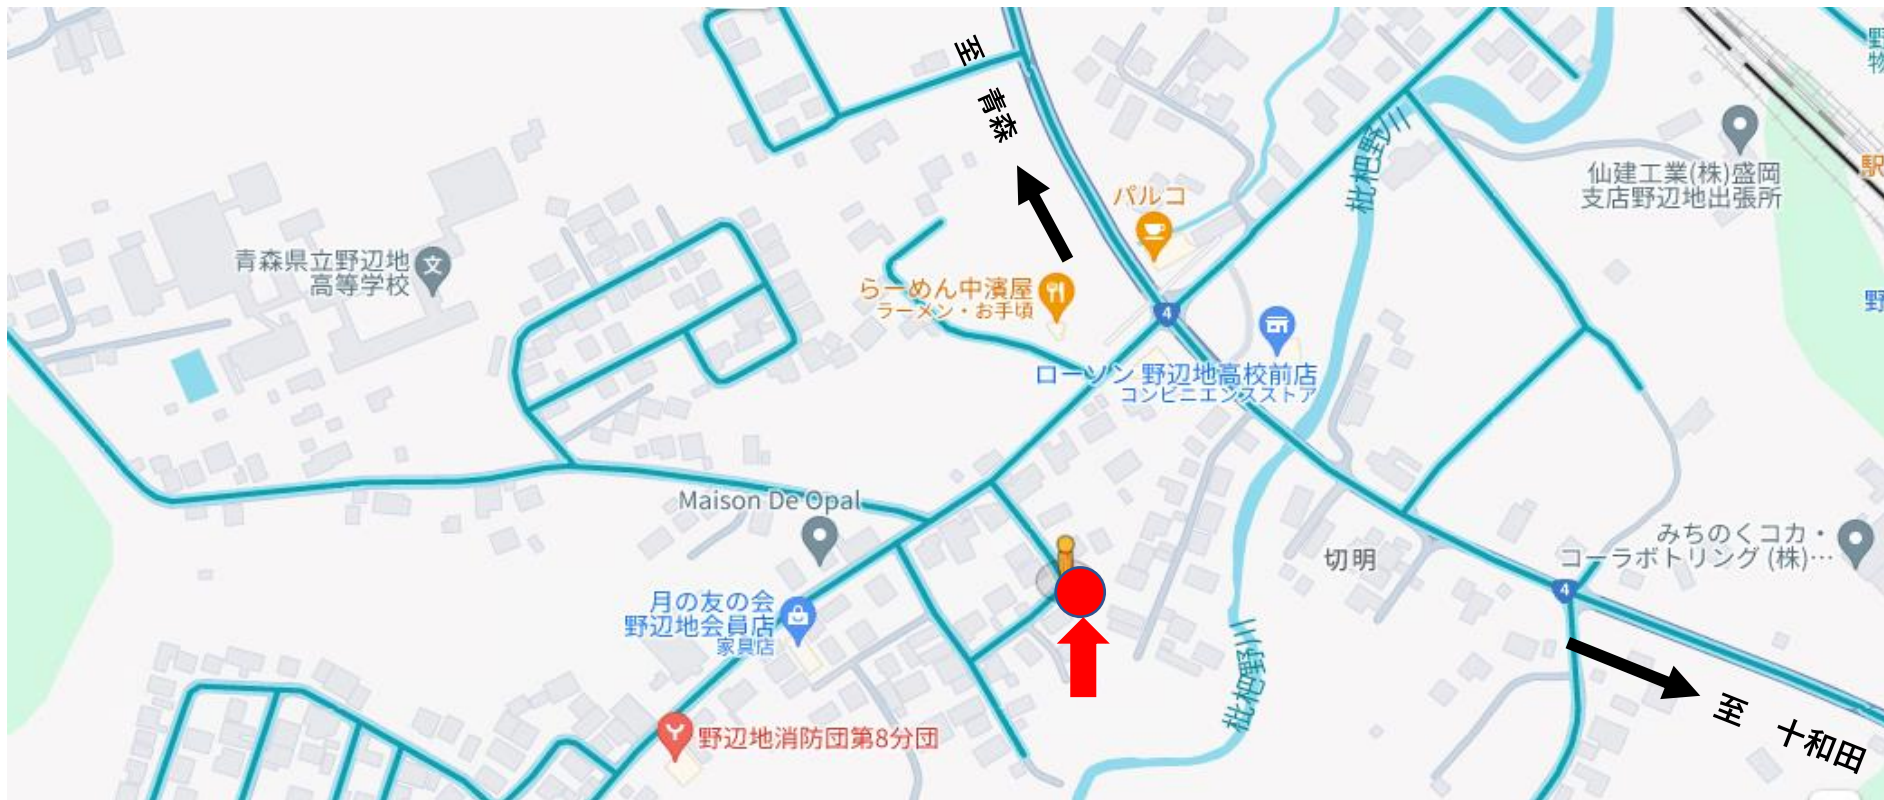 至 青森
パルコ
枇杷野川
仙建工業(株)盛岡
支店野辺地出張所
青森県立野辺地
高等学校
らーめん中濱屋
ラーメン・お手頃
4
ローソン 野辺地高校前店
コンビニエンスストア
Maison De Opal
切明
みちのくコカ・
コーラボトリング (株)…
4
月の友の会
野辺地会員店
家具店
枇杷野川
至 十和田
野辺地消防団第8分団
野
物
駅
野